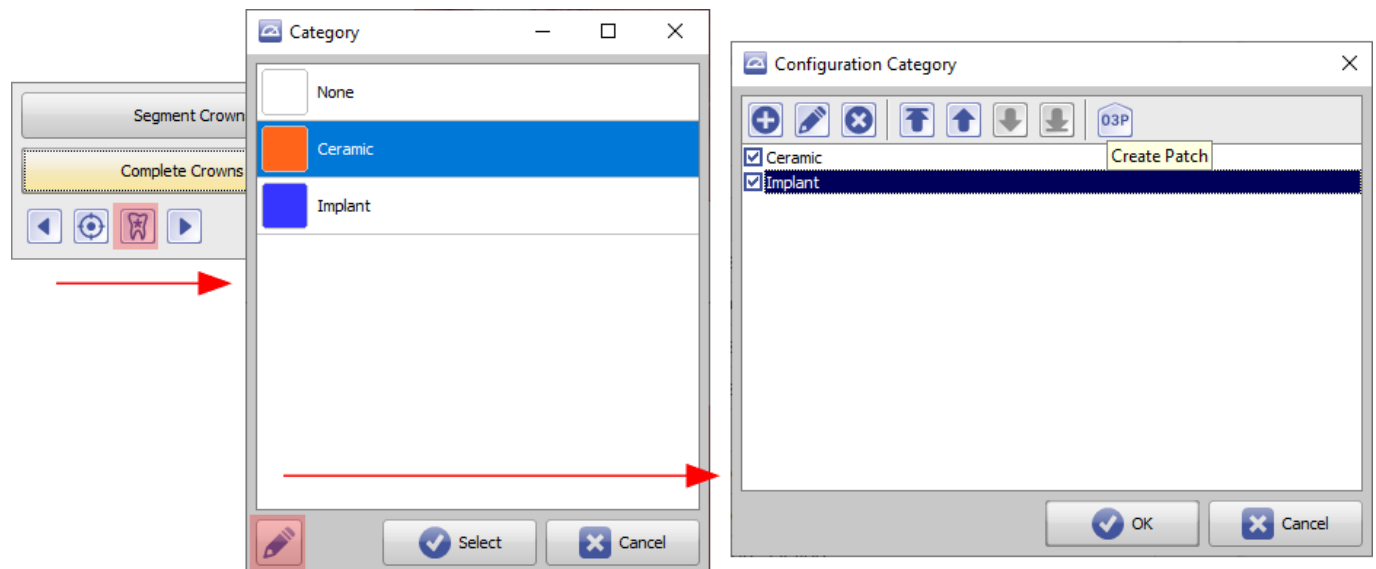 Segment Crown
Complete Crowns
Category
None
Ceramic
Implant
Select
Cancel
Configuration Category
03P
Create Patch
Ceramic
Implant
OK
Cancel